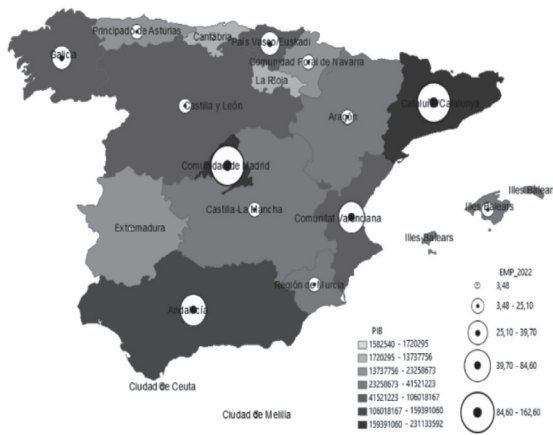 Principado de Asturias
Cantabria
País Vasco/Euskadi
Galicia
Comunidad Foral de Navarra
La Rioja
Castilla y León
Cataluña/Catalunya
Aragón
Comunidad de Madrid
Illes Balears
Illes Balears
Castilla-La Mancha
Comunitat Valenciana
Extremadura
Illes Balears
Región de Murcia
Andalucía
Ciudad de Ceuta
Ciudad de Melilla
EMP_2022
3,48
3,48 - 25,10
25,10 - 39,70
39,70 - 84,60
84,60 - 162,60
PIB
1582540 - 1720295
1720295 - 13737756
13737756 - 23258673
23258673 - 41521223
41521223 - 106018167
106018167 - 159391060
159391060 - 231133592